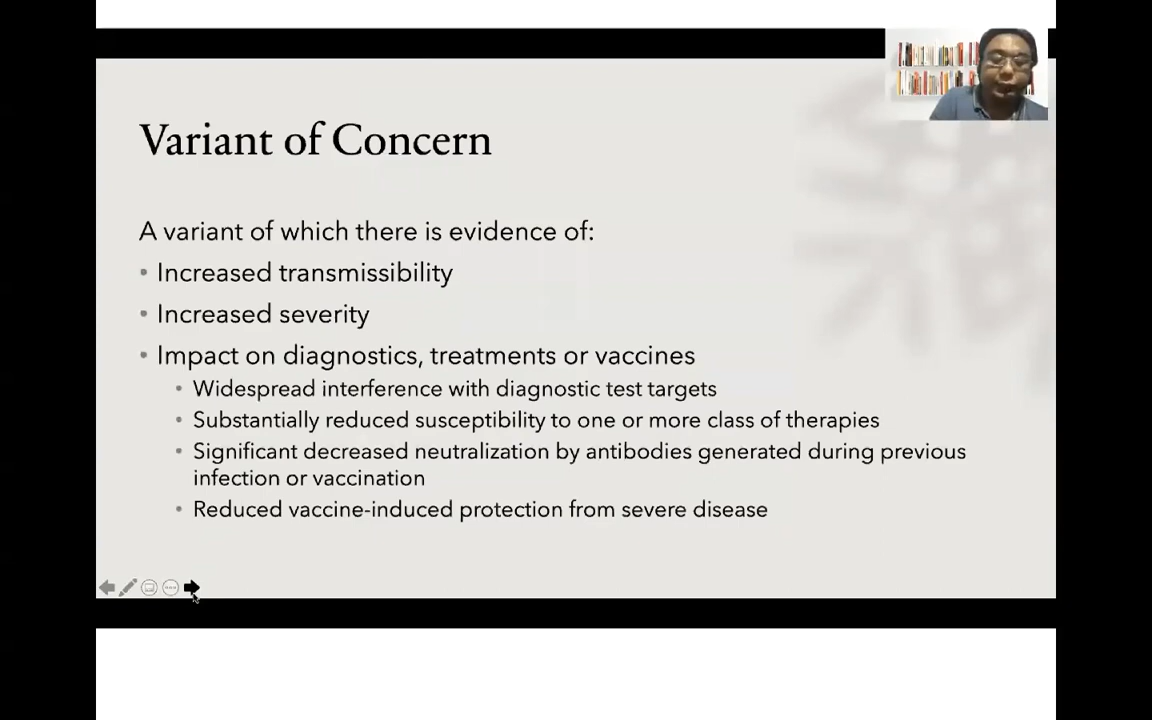 Variant of Concern
A variant of which there is evidence of:
• Increased transmissibility
• Increased severity
• Impact on diagnostics, treatments or vaccines
• Widespread interference with diagnostic test targets
• Substantially reduced susceptibility to one or more class of therapies
• Significant decreased neutralization by antibodies generated during previous
infection or vaccination
• Reduced vaccine-induced protection from severe disease